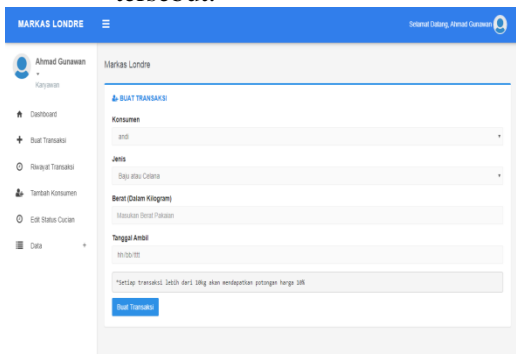 tersebut.
MARKAS LONDRE
Selamat Datang, Ahmad Gunawan
Ahmad Gunawan
Karyawan
Dashboard
Buat Transaksi
Riwayat Transaksi
Tambah Konsumen
Edit Status Cucian
Data
Markas Londre
BUAT TRANSAKSI
Konsumen
andi
Jenis
Baju atau Celana
Berat (Dalam Kilogram)
Masukan Berat Pakaian
Tanggal Ambil
hh/bb/tttt
*Setiap transaksi lebih dari 10kg akan mendapatkan potongan harga 10%
Buat Transaksi